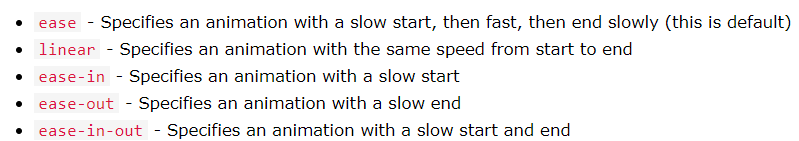 • ease - Specifies an animation with a slow start, then fast, then end slowly (this is default)
• linear - Specifies an animation with the same speed from start to end
• ease-in - Specifies an animation with a slow start
• ease-out - Specifies an animation with a slow end
• ease-in-out - Specifies an animation with a slow start and end